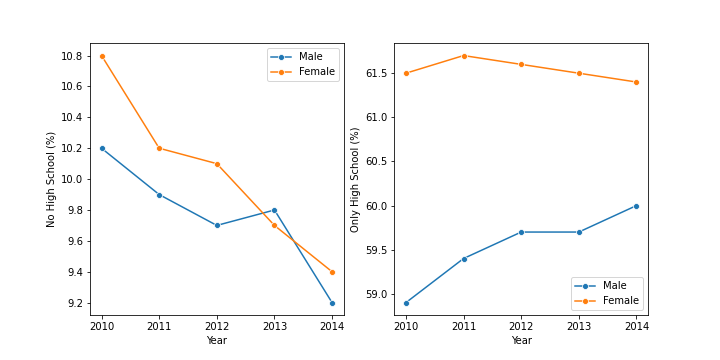 No High School (%)
10.8
10.6
10.4
10.2
10.0
9.8
9.6
9.4
9.2
2010 2011 2012 2013 2014
Year
Male
Female
Only High School (%)
61.5
61.0
60.5
60.0
59.5
59.0
2010 2011 2012 2013 2014
Year
Male
Female